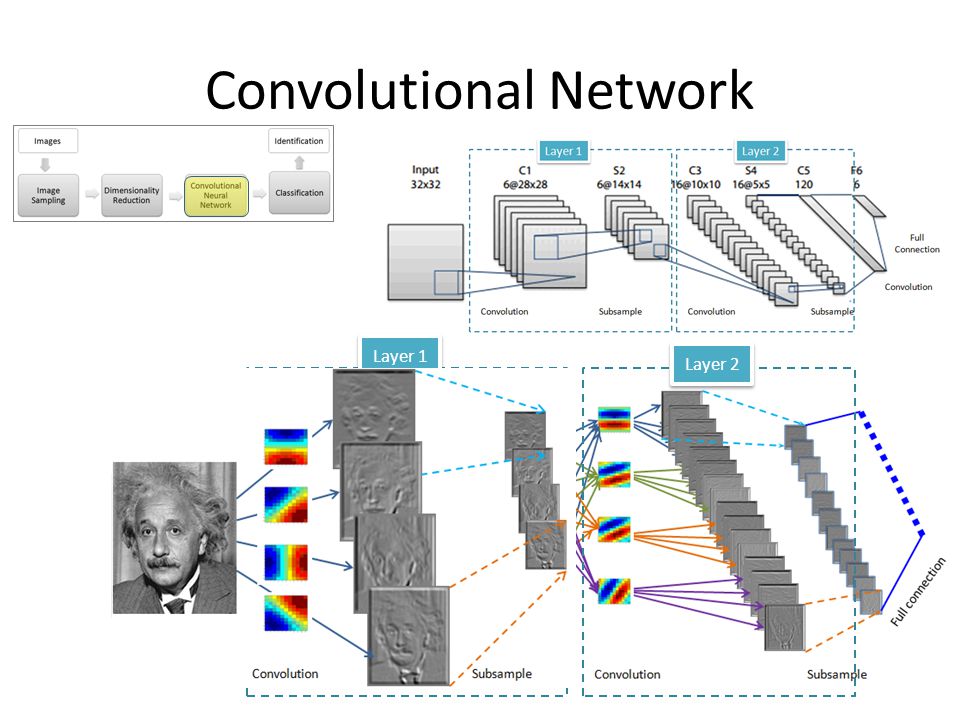 Convolutional Network
Images
Identification
Image
Sampling
Dimensionality
Reduction
Convolutional
Neural
Network
Classification
Layer 1
Layer 2
Input
32x32
C1
6@28x28
S2
6@14x14
C3
16@10x10
S4
16@5x5
C5
120
F6
6
Full
Connection
Convolution
Convolution
Subsample
Convolution
Subsample
Layer 1
Layer 2
Full connection
Convolution
Subsample
Convolution
Subsample